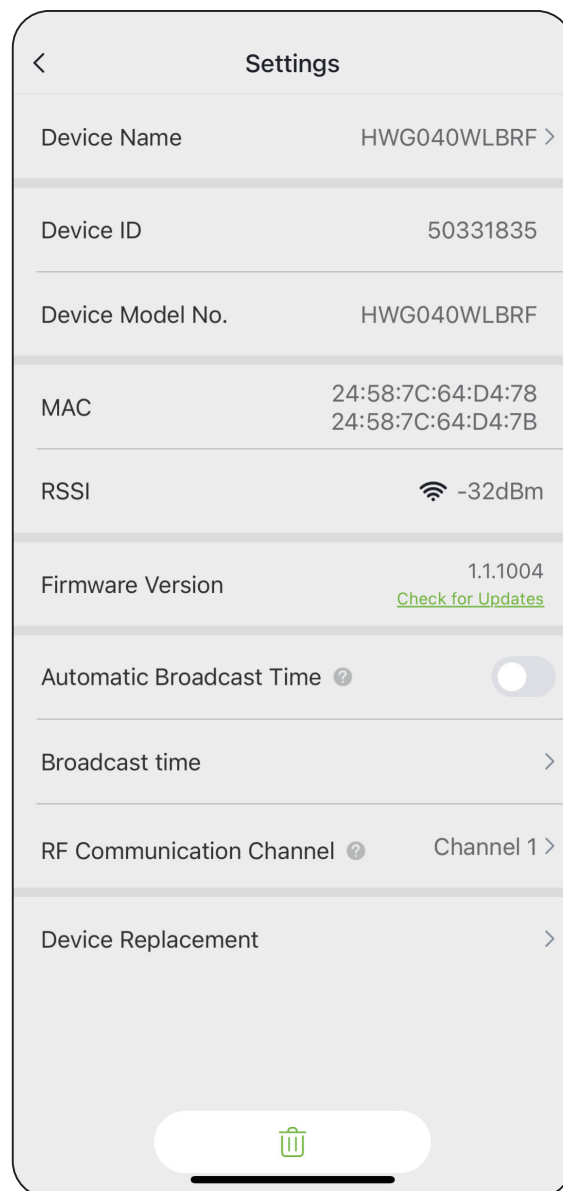 Settings
Device Name HWG040WLBRF
Device ID 50331835
Device Model No. HWG040WLBRF
MAC 24:58:7C:64:D4:78
24:58:7C:64:D4:7B
RSSI -32dBm
Firmware Version 1.1.1004
Check for Updates
Automatic Broadcast Time ?
Broadcast time
RF Communication Channel ? Channel 1
Device Replacement